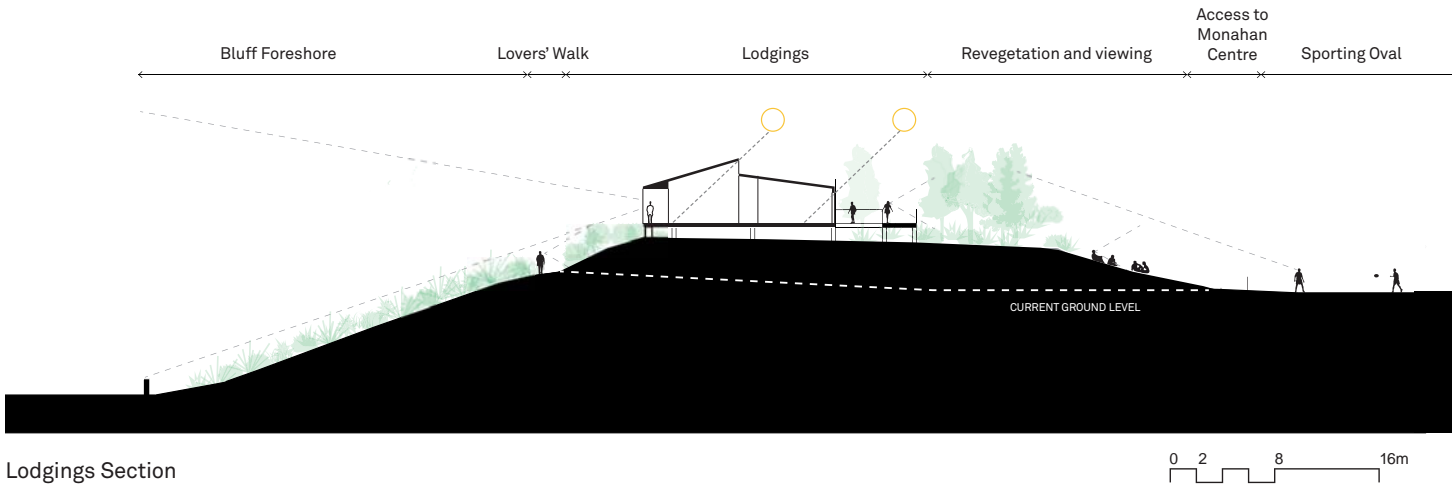 Bluff Foreshore
Lovers’ Walk
Lodgings
Revegetation and viewing
Access to
Monahan
Centre
Sporting Oval
CURRENT GROUND LEVEL
Lodgings Section
0 2 8 16m